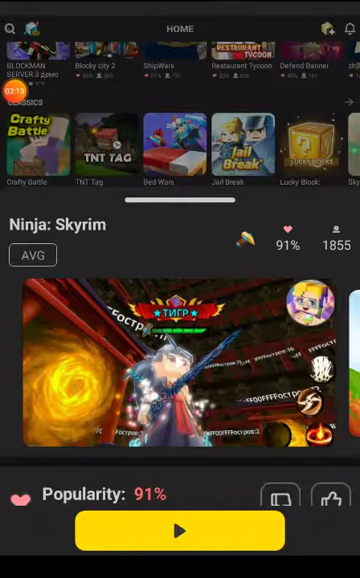 HOME
BLOCKMAN
SERVER 3 демо
Blocky city 2
ShipWars
RESTAURANT
TYCOON
Restaurant Tycoon
Defend Banner
03:13
CLASSICS
Crafty
Battle
TNT TAG
Jail
Break
LUCKY BLOCKS
Crafty Battle
TNT Tag
Bed Wars
Jail Break
Lucky Block:
Ninja: Skyrim
AVG
91%
1855
ТИГР
Popularity: 91%